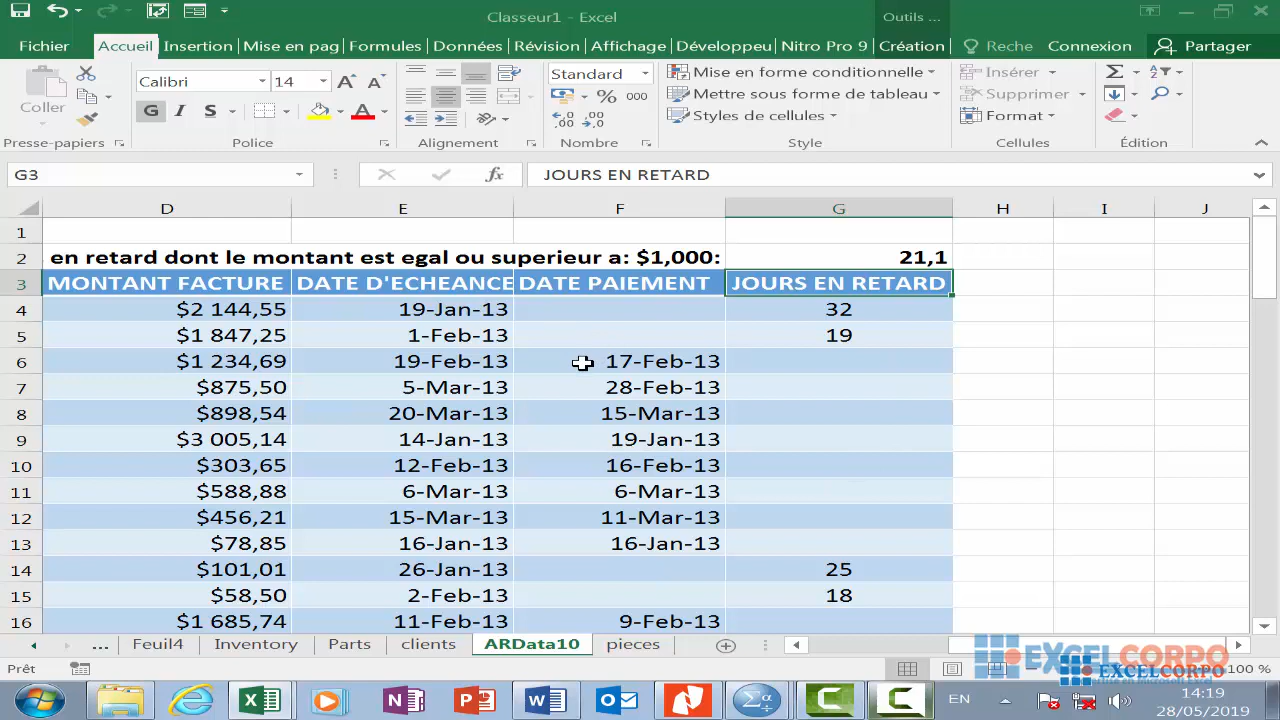 Classeur1 - Excel
Outils ...
Fichier Accueil Insertion Mise en pag Formules Données Révision Affichage Développeu Nitro Pro 9 Création Reche Connexion Partager
Coller
Calibri 14
G I S
Standard
% 000
Mise en forme conditionnelle
Mettre sous forme de tableau
Styles de cellules
Insérer
Supprimer
Format
Presse-papiers Police Alignement Nombre Style Cellules Édition
G3 fx JOURS EN RETARD
D E F G H I J
1
2 en retard dont le montant est egal ou superieur a: $1,000: 21,1
3 MONTANT FACTURE DATE D'ECHEANCE DATE PAIEMENT JOURS EN RETARD
4 $2 144,55 19-Jan-13 32
5 $1 847,25 1-Feb-13 19
6 $1 234,69 19-Feb-13 17-Feb-13
7 $875,50 5-Mar-13 28-Feb-13
8 $898,54 20-Mar-13 15-Mar-13
9 $3 005,14 14-Jan-13 19-Jan-13
10 $303,65 12-Feb-13 16-Feb-13
11 $588,88 6-Mar-13 6-Mar-13
12 $456,21 15-Mar-13 11-Mar-13
13 $78,85 16-Jan-13 16-Jan-13
14 $101,01 26-Jan-13 25
15 $58,50 2-Feb-13 18
16 $1 685,74 11-Feb-13 9-Feb-13
... Feuil4 Inventory Parts clients ARData10 pieces
Prêt
EXCELCORPO
EXCELCORPO
100 %
EN
14:19
28/05/2019